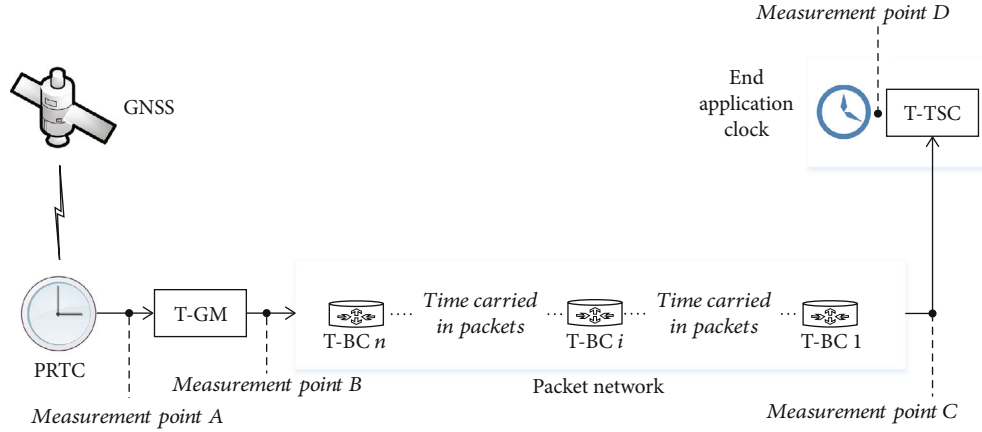 Measurement point D
GNSS
End
application
clock
T-TSC
T-GM
PRTC
Time carried
in packets
Time carried
in packets
T-BC n
T-BC i
T-BC 1
Measurement point B
Packet network
Measurement point A
Measurement point C